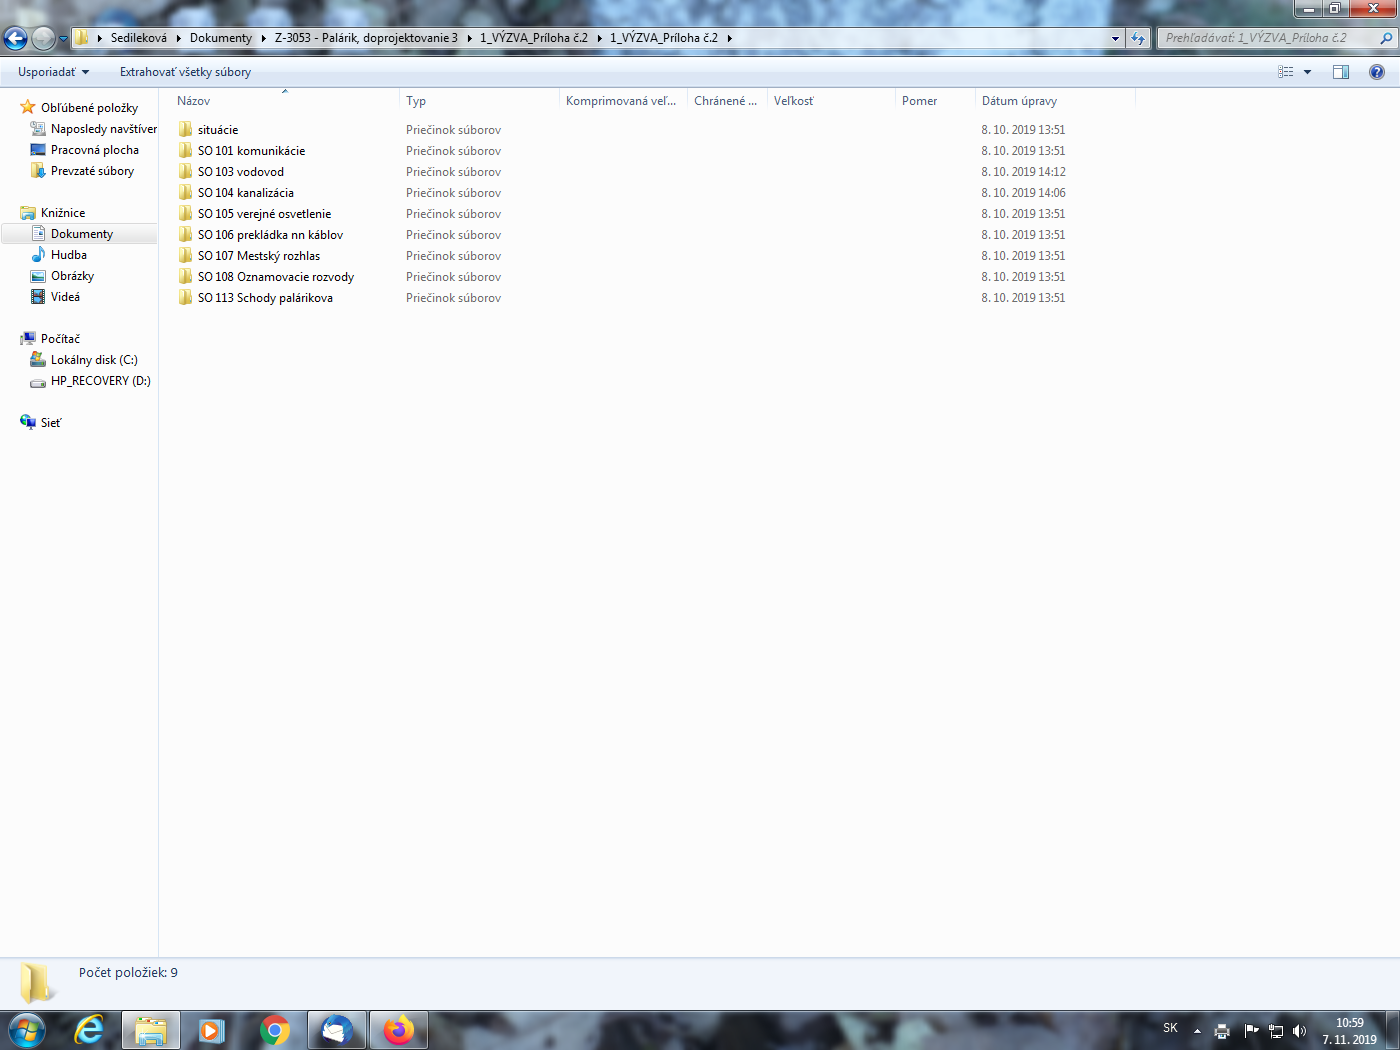 Sedileková Dokumenty Z-3053 - Palárik, doprojektovanie 3 1_VÝZVA_Príloha č.2 1_VÝZVA_Príloha č.2
Prehľadávať: 1_VÝZVA_Príloha č.2
Usporiadať Extrahovať všetky súbory
Obľúbené položky
Naposledy navštíver
Pracovná plocha
Prevzaté súbory
Knižnice
Dokumenty
Hudba
Obrázky
Videá
Počítač
Lokálny disk (C:)
HP_RECOVERY (D:)
Sieť
Názov Typ Komprimovaná veľ... Chránené ... Veľkosť Pomer Dátum úpravy
situácie Priečinok súborov 8. 10. 2019 13:51
SO 101 komunikácie Priečinok súborov 8. 10. 2019 13:51
SO 103 vodovod Priečinok súborov 8. 10. 2019 14:12
SO 104 kanalizácia Priečinok súborov 8. 10. 2019 14:06
SO 105 verejné osvetlenie Priečinok súborov 8. 10. 2019 13:51
SO 106 prekládka nn káblov Priečinok súborov 8. 10. 2019 13:51
SO 107 Mestský rozhlas Priečinok súborov 8. 10. 2019 13:51
SO 108 Oznamovacie rozvody Priečinok súborov 8. 10. 2019 13:51
SO 113 Schody palárikova Priečinok súborov 8. 10. 2019 13:51
Počet položiek: 9
SK
10:59
7. 11. 2019